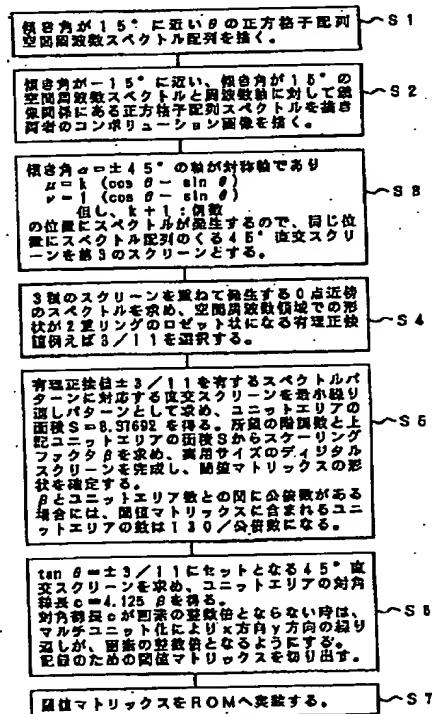 傾き角が15°に近いθの正方格子配列
空間周波数スペクトル配列を描く。
S1
傾き角が−15°に近い、傾き角が15°の
空間周波数スペクトルと周波数軸に対して鏡
像関係にある正方格子配列スペクトルを描き
両者のコンボリューション画像を描く。
S2
傾き角α=±45°の軸が対称軸であり
μ=k (cos θ− sin θ)
ν=l (cos θ− sin θ)
但し、k+l:偶数
の位置にスペクトルが発生するので、同じ位
置にスペクトル配列のくる45°直交スクリ
ーンを第3のスクリーンとする。
S3
3種のスクリーンを重ねて発生する0点近傍
のスペクトルを求め、空間周波数領域での形
状が2重リングのロゼット状になる有理正接
値例えば3/11を選択する。
S4
有理正接値±3/11を有するスペクトルパ
ターンに対応する直交スクリーンを最小繰り
返しパターンとして求め、ユニットエリアの
面積S=8.37692を得る。所望の階調数と上
記ユニットエリアの面積Sからスケーリング
ファクタβを求め、実用サイズのディジタル
スクリーンを完成し、閾値マトリックスの形
状を確定する。
βとユニットエリア数との間に公倍数がある
場合には、閾値マトリックスに含まれるユニ
ットエリアの数は130/公倍数になる。
S5
tan θ=±3/11にセットとなる45°直
交スクリーンを求め、ユニットエリアの対角
線長c=4.125 βを得る。
対角線長cが画素の整数倍とならない時は、
マルチユニット化によりx方向y方向の繰り
返しが、画素の整数倍となるようにする。
記録のための閾値マトリックスを切り出す。
S6
閾値マトリックスをROMへ実装する。
S7